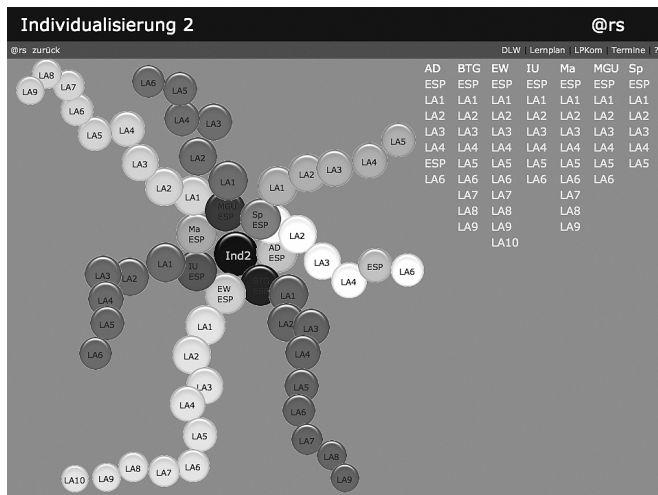 Individualisierung 2 @rs
@rs zurück DLW | Lernplan | LPKom | Termine | ?
AD BTG EW IU Ma MGU Sp
ESP ESP ESP ESP ESP ESP ESP
LA1 LA1 LA1 LA1 LA1 LA1 LA1
LA2 LA2 LA2 LA2 LA2 LA2 LA2
LA3 LA3 LA3 LA3 LA3 LA3 LA3
LA4 LA4 LA4 LA4 LA4 LA4 LA4
ESP LA5 LA5 LA5 LA5 LA5 LA5
LA6 LA6 LA6 LA6 LA6 LA6
LA7 LA7 LA7
LA8 LA8 LA8
LA9 LA9 LA9
LA10
Ind2
Ma
ESP
LA1
LA2
LA3
LA4
LA5
LA6
LA7
LA8
LA9
MGU
ESP
LA1
LA2
LA3
LA4
LA5
LA6
Sp
ESP
LA1
LA2
LA3
LA4
LA5
AD
ESP
LA2
LA3
LA4
ESP
LA6
LA1
LA2
LA3
LA4
LA5
LA6
LA7
LA8
LA9
EW
ESP
LA1
LA2
LA3
LA4
LA5
LA6
LA7
LA8
LA9
LA10
IU
ESP
LA1
LA2
LA3
LA4
LA5
LA6